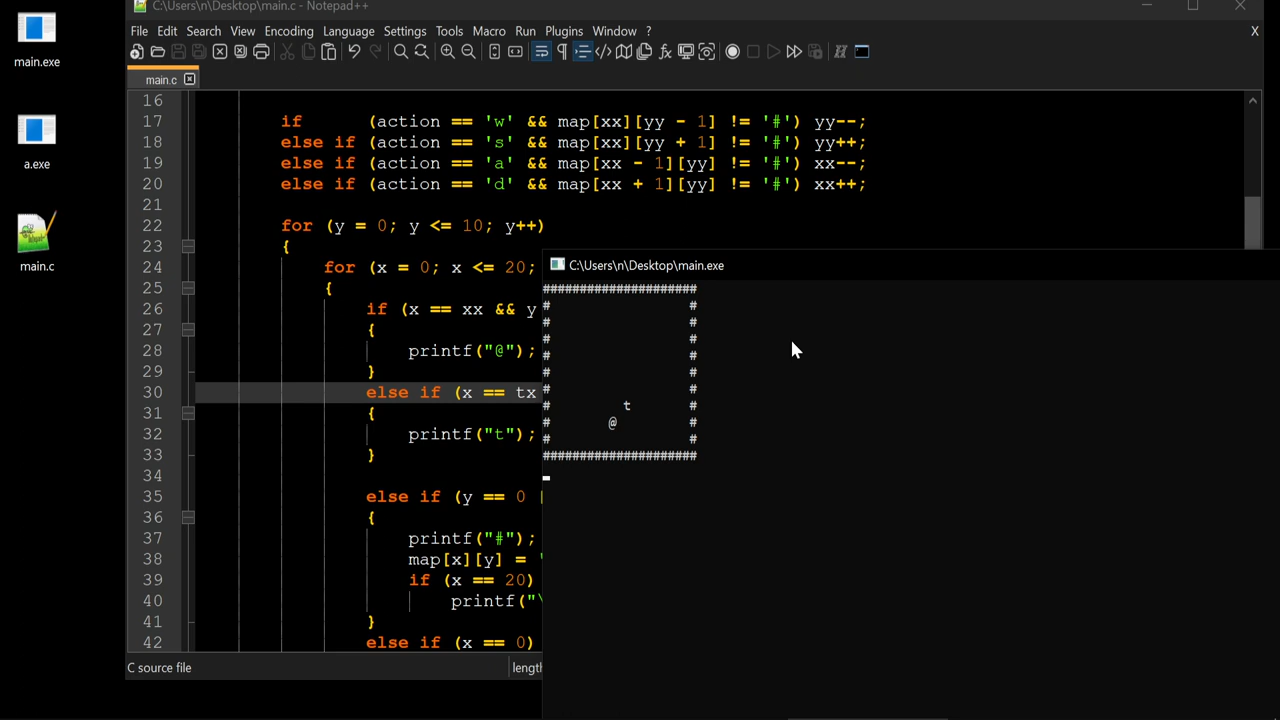 C:\Users\n\Desktop\main.c - Notepad++
File Edit Search View Encoding Language Settings Tools Macro Run Plugins Window ? X
main.exe
a.exe
main.c
main.c
16
17 if (action == 'w' && map[xx][yy - 1] != '#') yy--;
18 else if (action == 's' && map[xx][yy + 1] != '#') yy++;
19 else if (action == 'a' && map[xx - 1][yy] != '#') xx--;
20 else if (action == 'd' && map[xx + 1][yy] != '#') xx++;
21
22 for (y = 0; y <= 10; y++)
23 {
24 for (x = 0; x <= 20;
25 {
26 if (x == xx && y
27 {
28 printf("@");
29 }
30 else if (x == tx
31 {
32 printf("t");
33 }
34
35 else if (y == 0 |
36 {
37 printf("#");
38 map[x][y] = '
39 if (x == 20)
40 printf("\
41 }
42 else if (x == 0)
C source file
length
C:\Users\n\Desktop\main.exe
#####################
# #
# #
# #
# #
# #
# #
# t #
# @ #
# #
#####################